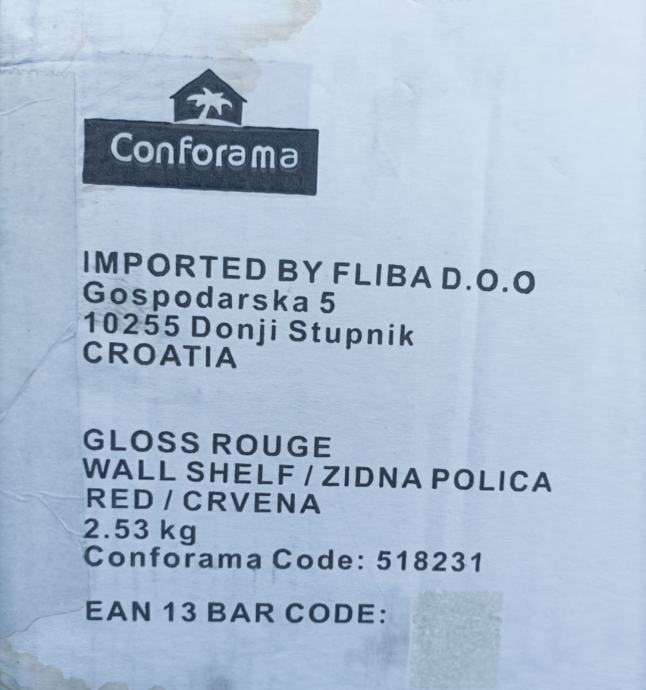 Conforama
IMPORTED BY FLIBA D.O.O
Gospodarska 5
10255 Donji Stupnik
CROATIA
GLOSS ROUGE
WALL SHELF / ZIDNA POLICA
RED / CRVENA
2.53 kg
Conforama Code: 518231
EAN 13 BAR CODE: